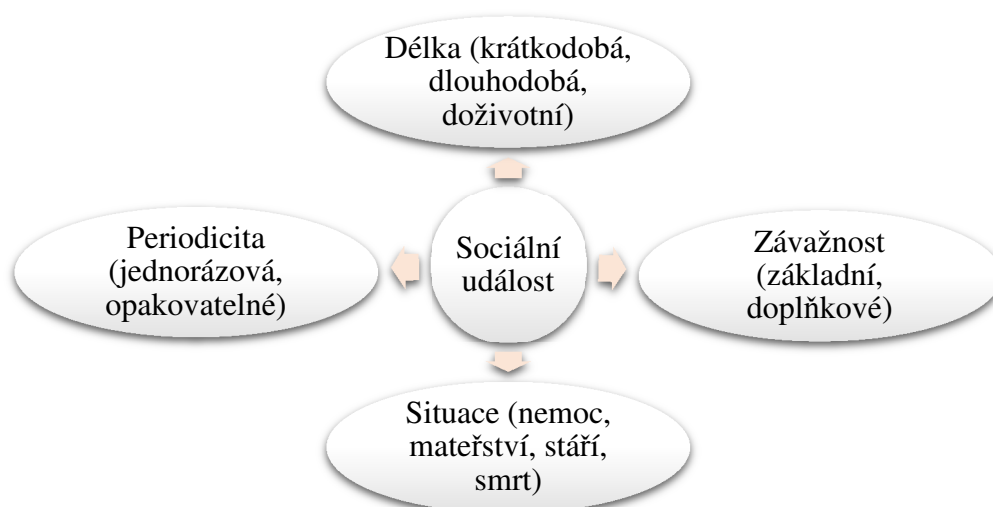 Délka (krátkodobá,
dlouhodobá,
doživotní)
Periodicita
(jednorázová,
opakovatelné)
Sociální
událost
Závažnost
(základní,
doplňkové)
Situace (nemoc,
mateřství, stáří,
smrt)